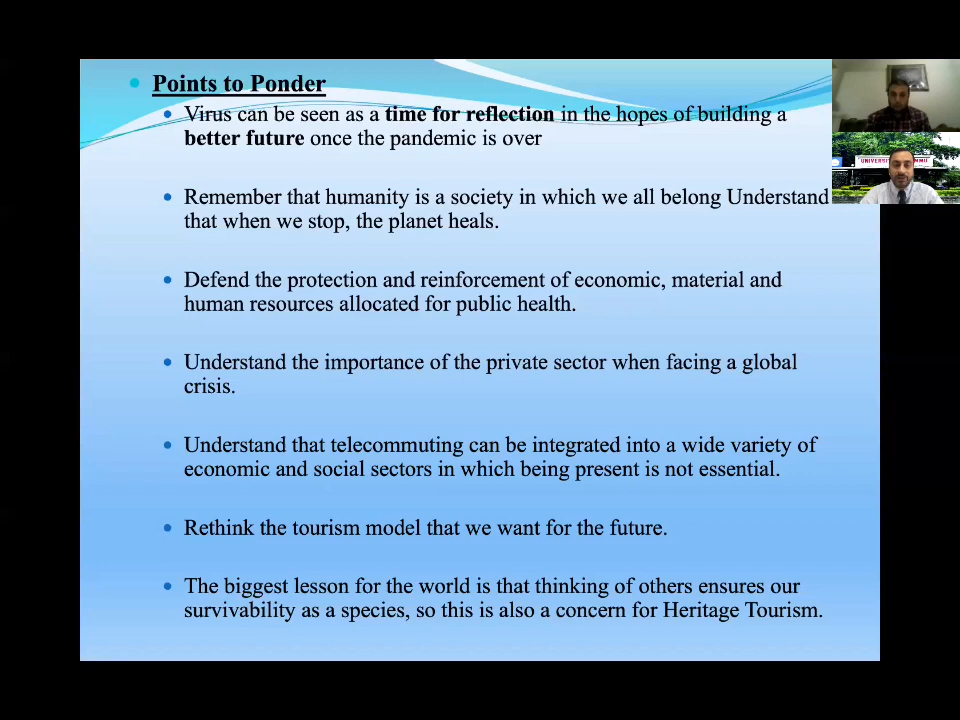 Points to Ponder
Virus can be seen as a time for reflection in the hopes of building a
better future once the pandemic is over
Remember that humanity is a society in which we all belong Understand
that when we stop, the planet heals.
Defend the protection and reinforcement of economic, material and
human resources allocated for public health.
Understand the importance of the private sector when facing a global
crisis.
Understand that telecommuting can be integrated into a wide variety of
economic and social sectors in which being present is not essential.
Rethink the tourism model that we want for the future.
The biggest lesson for the world is that thinking of others ensures our
survivability as a species, so this is also a concern for Heritage Tourism.